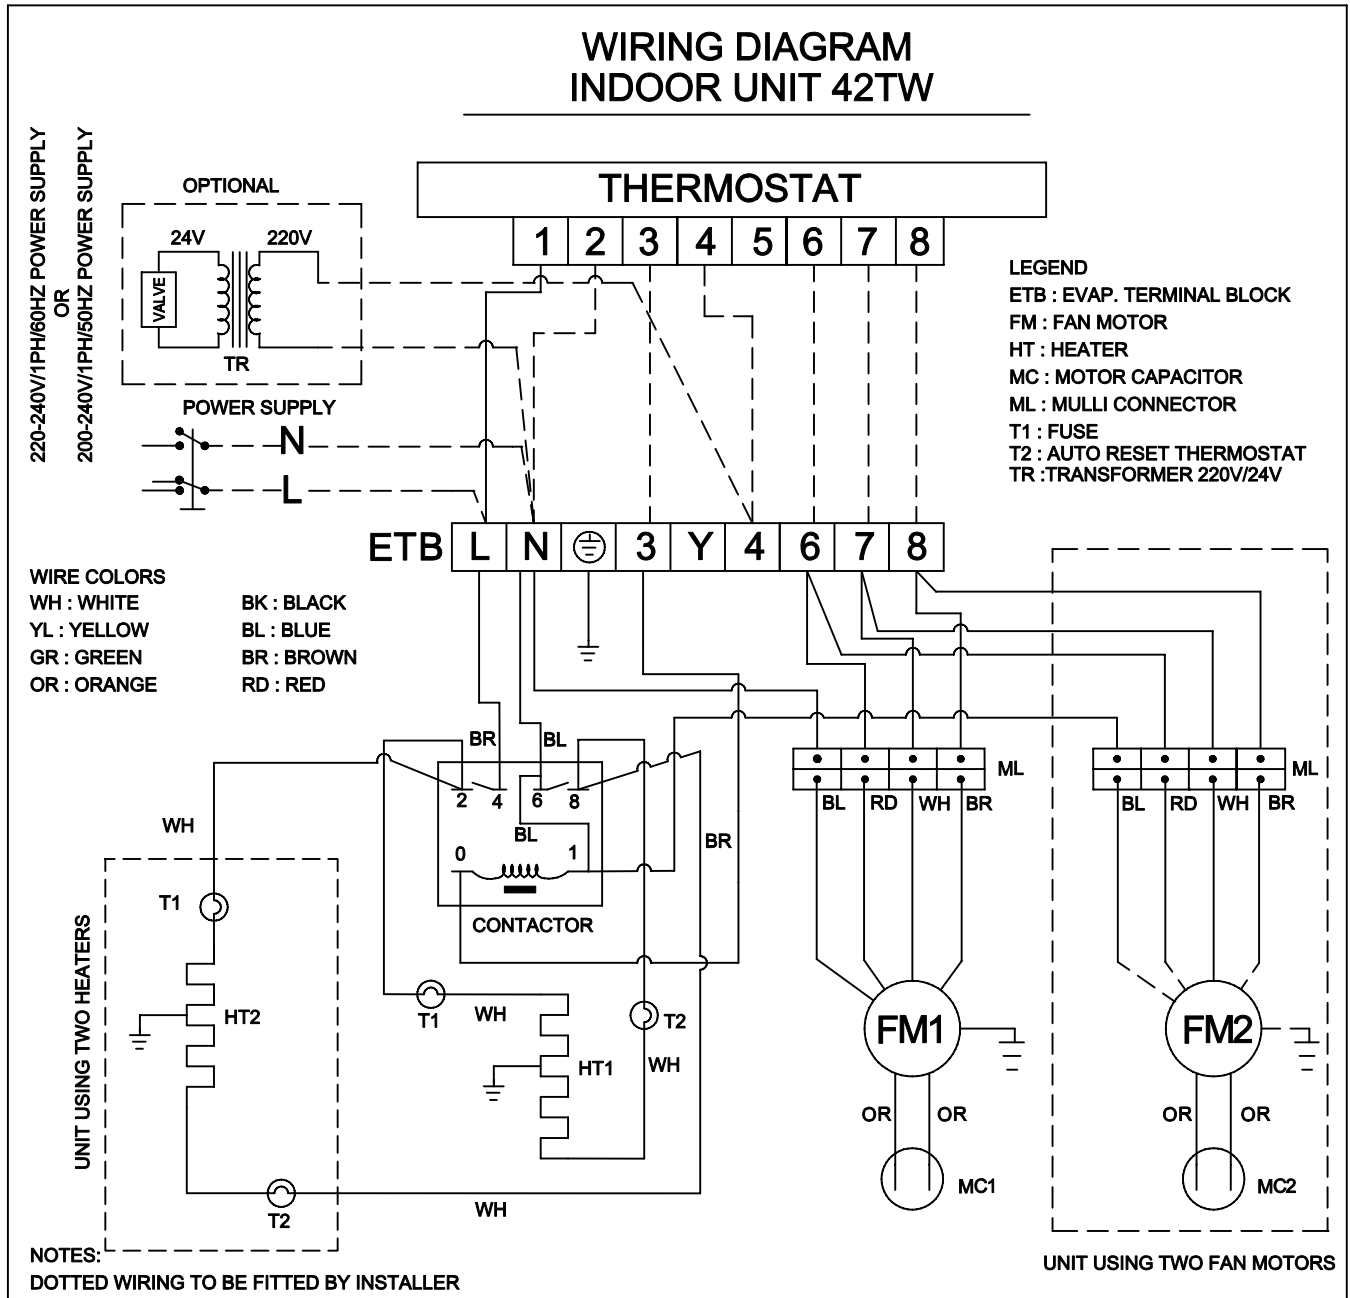 WIRING DIAGRAM
INDOOR UNIT 42TW
220-240V/1PH/60HZ POWER SUPPLY
OR
200-240V/1PH/50HZ POWER SUPPLY
OPTIONAL
24V 220V
VALVE
TR
THERMOSTAT
1 2 3 4 5 6 7 8
LEGEND
ETB : EVAP. TERMINAL BLOCK
FM : FAN MOTOR
HT : HEATER
MC : MOTOR CAPACITOR
ML : MULLI CONNECTOR
T1 : FUSE
T2 : AUTO RESET THERMOSTAT
TR :TRANSFORMER 220V/24V
POWER SUPPLY
N
L
ETB L N 3 Y 4 6 7 8
WIRE COLORS
WH : WHITE BK : BLACK
YL : YELLOW BL : BLUE
GR : GREEN BR : BROWN
OR : ORANGE RD : RED
BR BL
2 4 6 8
BL
0 1
CONTACTOR
WH
BR
ML
BL RD WH BR
ML
BL RD WH BR
UNIT USING TWO HEATERS
T1
HT2
T2
T1 WH
HT1
T2
WH
WH
FM1
OR OR
MC1
FM2
OR OR
MC2
UNIT USING TWO FAN MOTORS
NOTES:
DOTTED WIRING TO BE FITTED BY INSTALLER